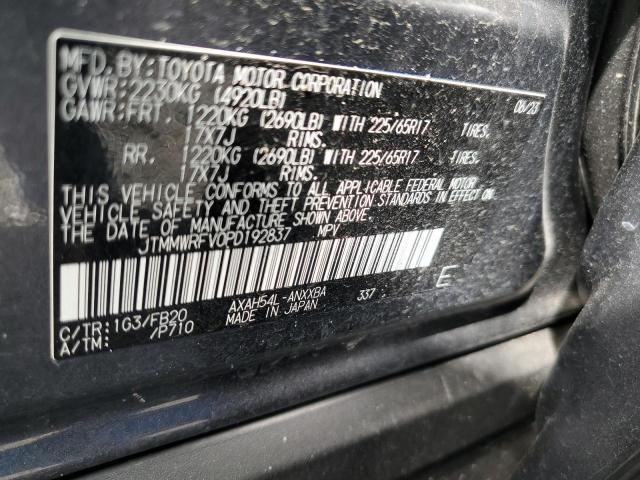 MFD. BY: TOYOTA MOTOR CORPORATION 06/23
GVWR: 2230KG (4920LB)
GAWR: FRT. 1220KG (2690LB) WITH 225/65R17 TIRES,
17X7J RIMS.
RR. 1220KG (2690LB) WITH 225/65R17 TIRES,
17X7J RIMS.
THIS VEHICLE CONFORMS TO ALL APPLICABLE FEDERAL MOTOR
VEHICLE SAFETY AND THEFT PREVENTION STANDARDS IN EFFECT ON
THE DATE OF MANUFACTURE SHOWN ABOVE.
JTMMWRFV0PD192837 MPV
C/TR: 1G3/FB20 AXAH54L-ANXXBA 337 E
A/TM: /P710 MADE IN JAPAN